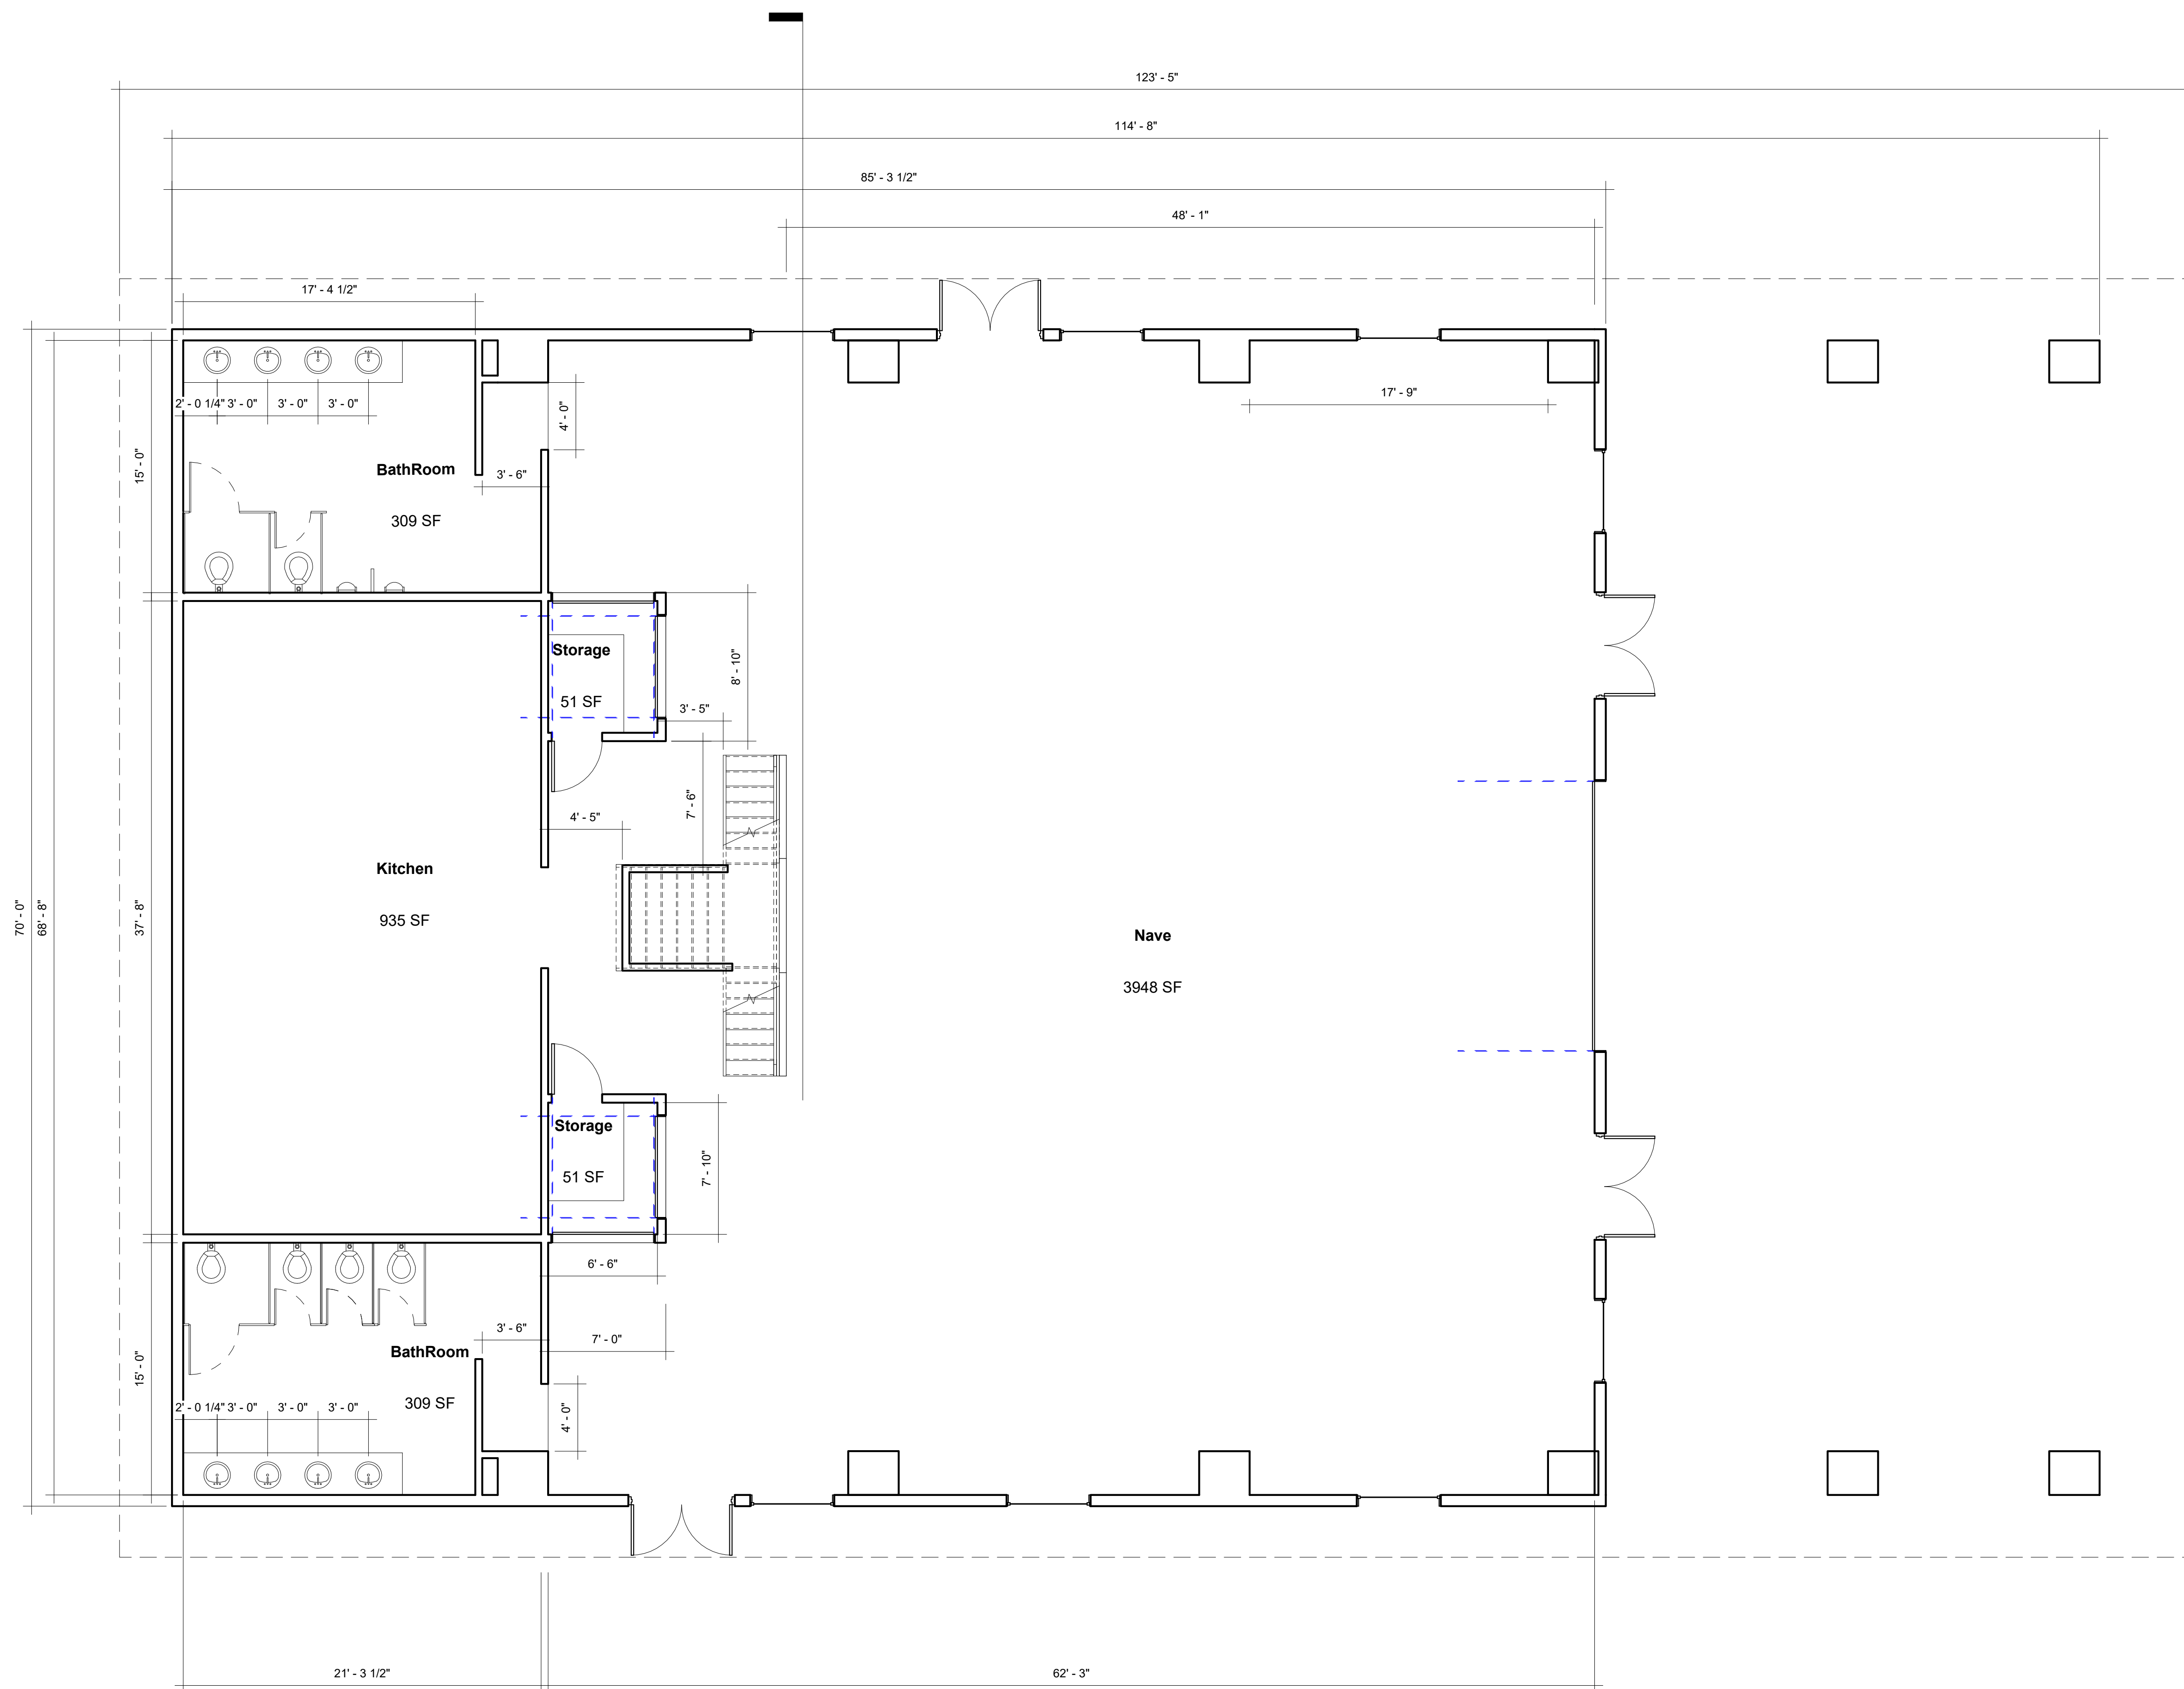 123' - 5"
114' - 8"
85' - 3 1/2"
48' - 1"
17' - 4 1/2"
17' - 9"
2' - 0 1/4" 3' - 0" 3' - 0" 3' - 0"
4' - 0"
15' - 0"
BathRoom
3' - 6"
309 SF
Storage
8' - 10"
51 SF
3' - 5"
7' - 6"
4' - 5"
Kitchen
935 SF
70' - 0"
68' - 8"
37' - 8"
Nave
3948 SF
Storage
7' - 10"
51 SF
6' - 6"
3' - 6"
7' - 0"
BathRoom
15' - 0"
309 SF
2' - 0 1/4" 3' - 0" 3' - 0" 3' - 0"
4' - 0"
21' - 3 1/2"
62' - 3"